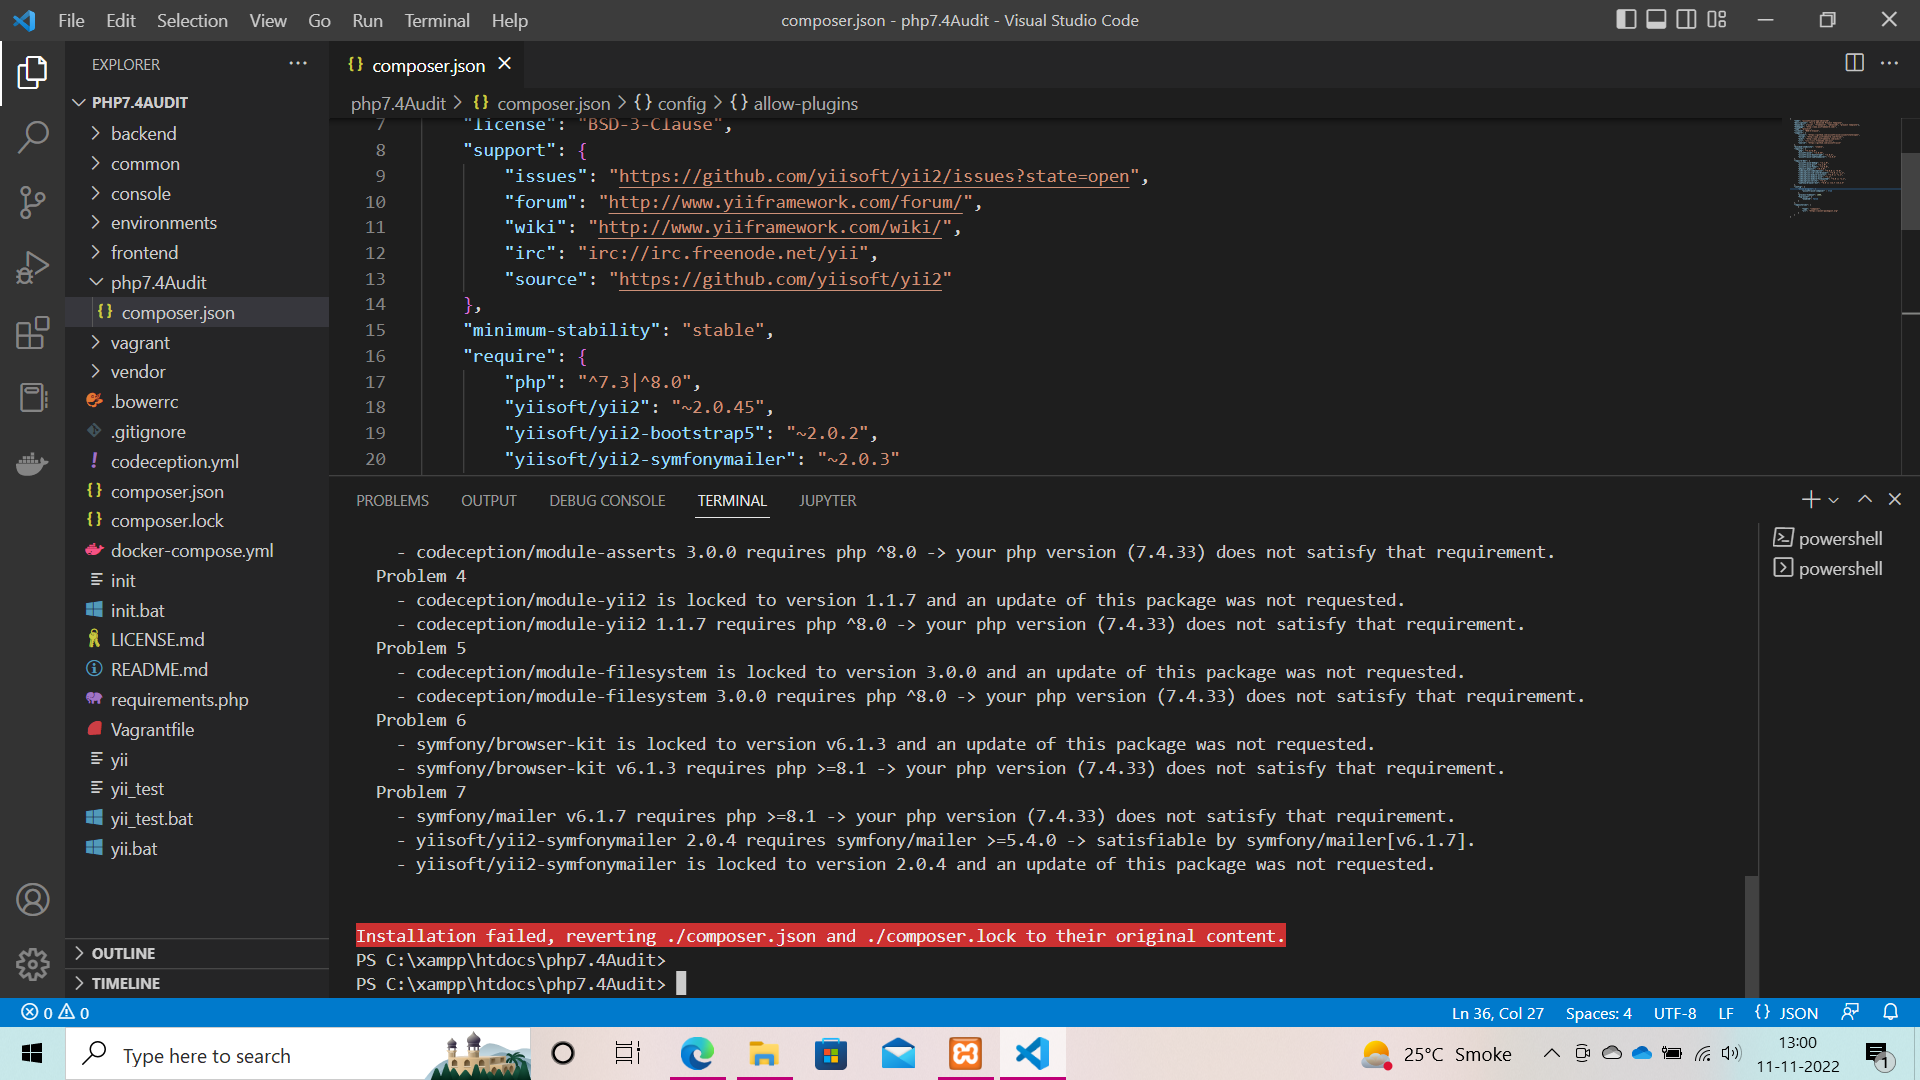 File Edit Selection View Go Run Terminal Help
composer.json - php7.4Audit - Visual Studio Code
EXPLORER
PHP7.4AUDIT
backend
common
console
environments
frontend
php7.4Audit
{} composer.json
vagrant
vendor
.bowerrc
.gitignore
! codeception.yml
{} composer.json
{} composer.lock
docker-compose.yml
init
init.bat
LICENSE.md
README.md
requirements.php
Vagrantfile
yii
yii_test
yii_test.bat
yii.bat
OUTLINE
TIMELINE
{} composer.json
php7.4Audit > {} composer.json > {} config > {} allow-plugins
7 "license": "BSD-3-Clause",
8 "support": {
9 "issues": "https://github.com/yiisoft/yii2/issues?state=open",
10 "forum": "http://www.yiiframework.com/forum/",
11 "wiki": "http://www.yiiframework.com/wiki/",
12 "irc": "irc://irc.freenode.net/yii",
13 "source": "https://github.com/yiisoft/yii2"
14 },
15 "minimum-stability": "stable",
16 "require": {
17 "php": "^7.3|^8.0",
18 "yiisoft/yii2": "~2.0.45",
19 "yiisoft/yii2-bootstrap5": "~2.0.2",
20 "yiisoft/yii2-symfonymailer": "~2.0.3"
PROBLEMS OUTPUT DEBUG CONSOLE TERMINAL JUPYTER
- codeception/module-asserts 3.0.0 requires php ^8.0 -> your php version (7.4.33) does not satisfy that requirement.
Problem 4
- codeception/module-yii2 is locked to version 1.1.7 and an update of this package was not requested.
- codeception/module-yii2 1.1.7 requires php ^8.0 -> your php version (7.4.33) does not satisfy that requirement.
Problem 5
- codeception/module-filesystem is locked to version 3.0.0 and an update of this package was not requested.
- codeception/module-filesystem 3.0.0 requires php ^8.0 -> your php version (7.4.33) does not satisfy that requirement.
Problem 6
- symfony/browser-kit is locked to version v6.1.3 and an update of this package was not requested.
- symfony/browser-kit v6.1.3 requires php >=8.1 -> your php version (7.4.33) does not satisfy that requirement.
Problem 7
- symfony/mailer v6.1.7 requires php >=8.1 -> your php version (7.4.33) does not satisfy that requirement.
- yiisoft/yii2-symfonymailer 2.0.4 requires symfony/mailer >=5.4.0 -> satisfiable by symfony/mailer[v6.1.7].
- yiisoft/yii2-symfonymailer is locked to version 2.0.4 and an update of this package was not requested.
Installation failed, reverting ./composer.json and ./composer.lock to their original content.
PS C:\xampp\htdocs\php7.4Audit>
PS C:\xampp\htdocs\php7.4Audit>
powershell
powershell
0 0
Ln 36, Col 27 Spaces: 4 UTF-8 LF {} JSON
Type here to search
25°C Smoke
13:00
11-11-2022
1